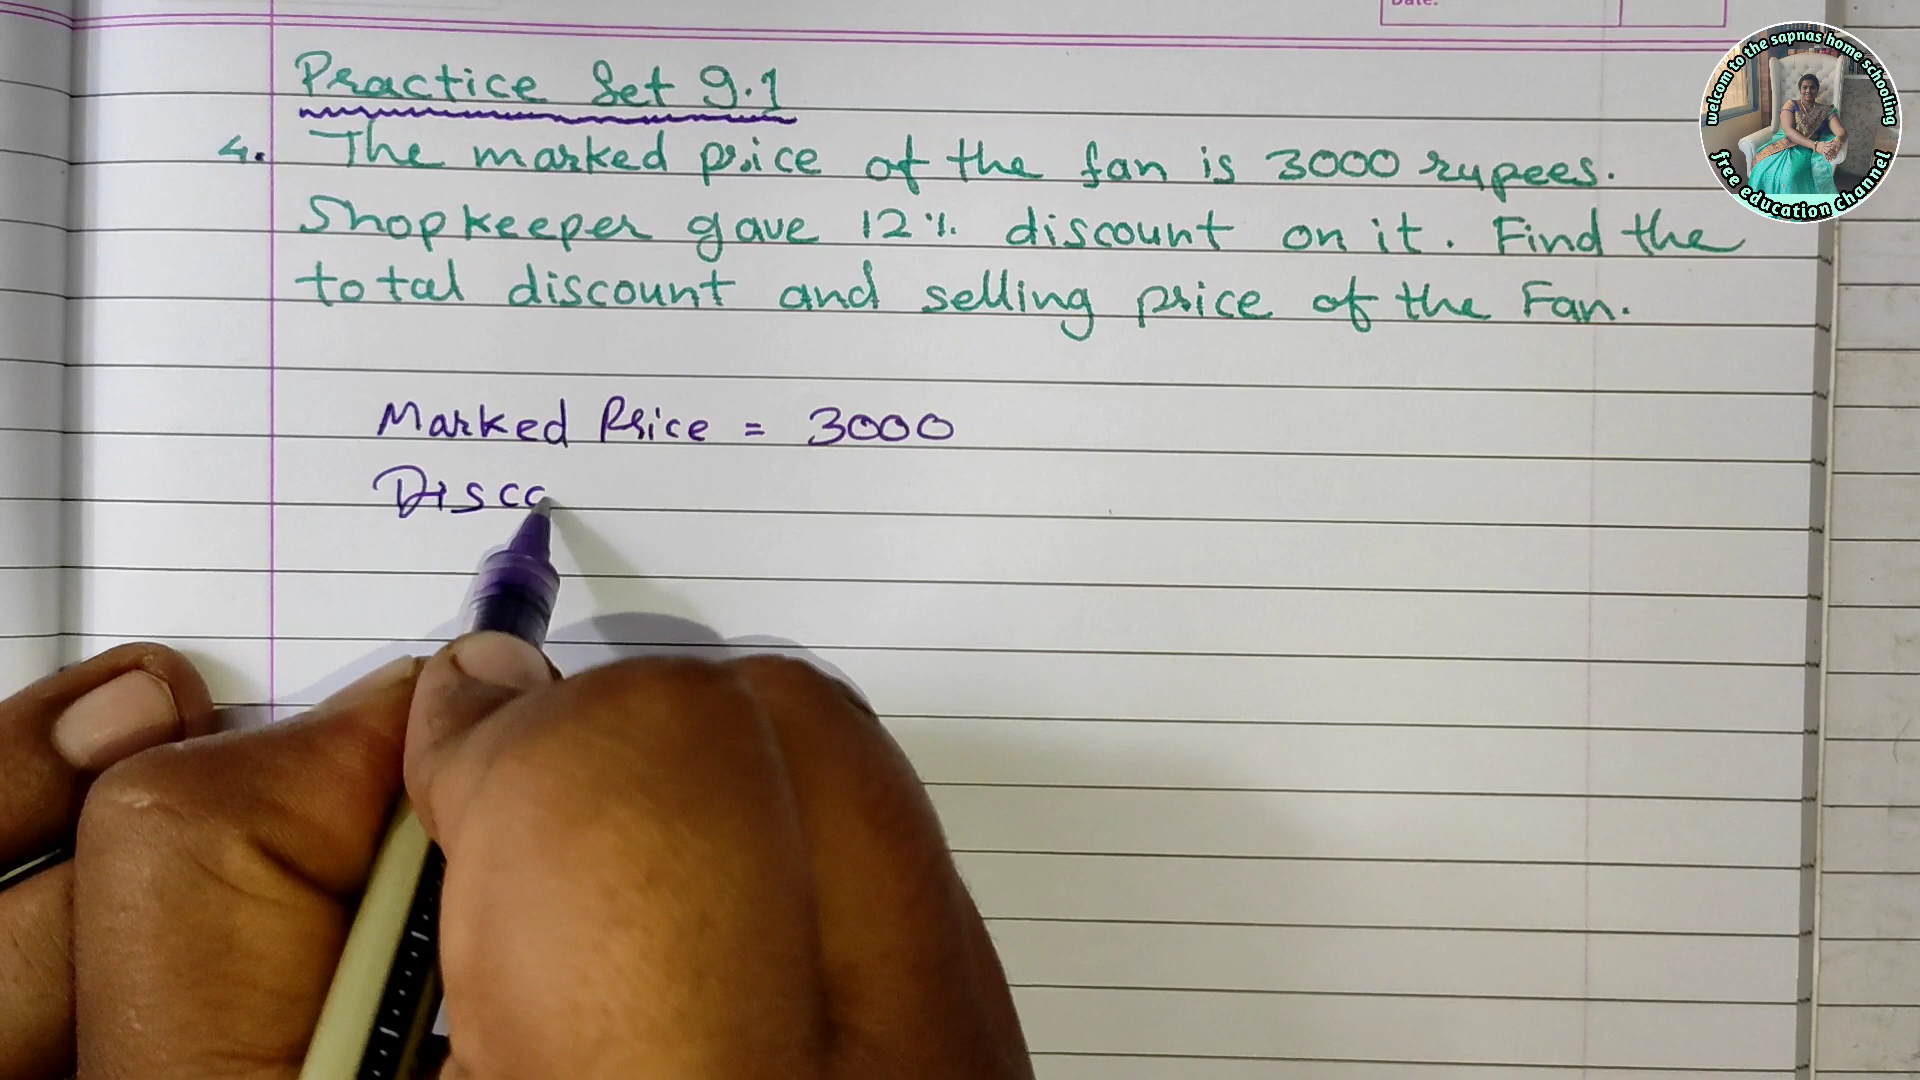 Date:
Practice Set 9.1
4. The marked price of the fan is 3000 rupees.
Shopkeeper gave 12% discount on it. Find the
total discount and selling price of the Fan.
Marked Price = 3000
Disco
welcom to the sapnas home schooling
free education channel